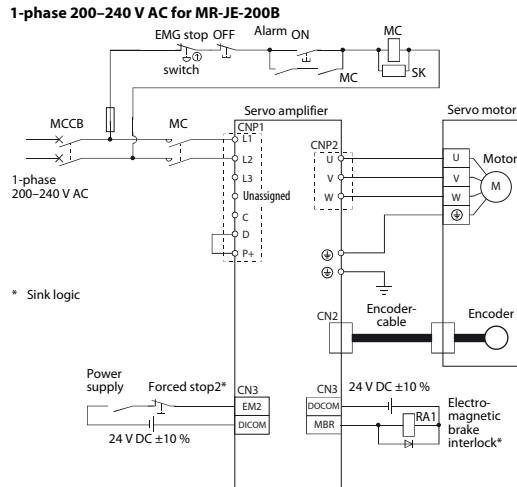 1-phase 200–240 V AC for MR-JE-200B
EMG stop OFF Alarm ON MC
① switch MC SK
MCCB MC Servo amplifier Servo motor
CNP1
L1 CNP2
L2 U U Motor
1-phase L3 V V M
200–240 V AC Unassigned W W
C
D
P+
* Sink logic
CN2 Encoder-
cable
Encoder
Power
supply
Forced stop2*
CN3 CN3 24 V DC ±10 %
EM2 DOCOM
DICOM MBR RA1
24 V DC ±10 %
Electro-
magnetic
brake
interlock*